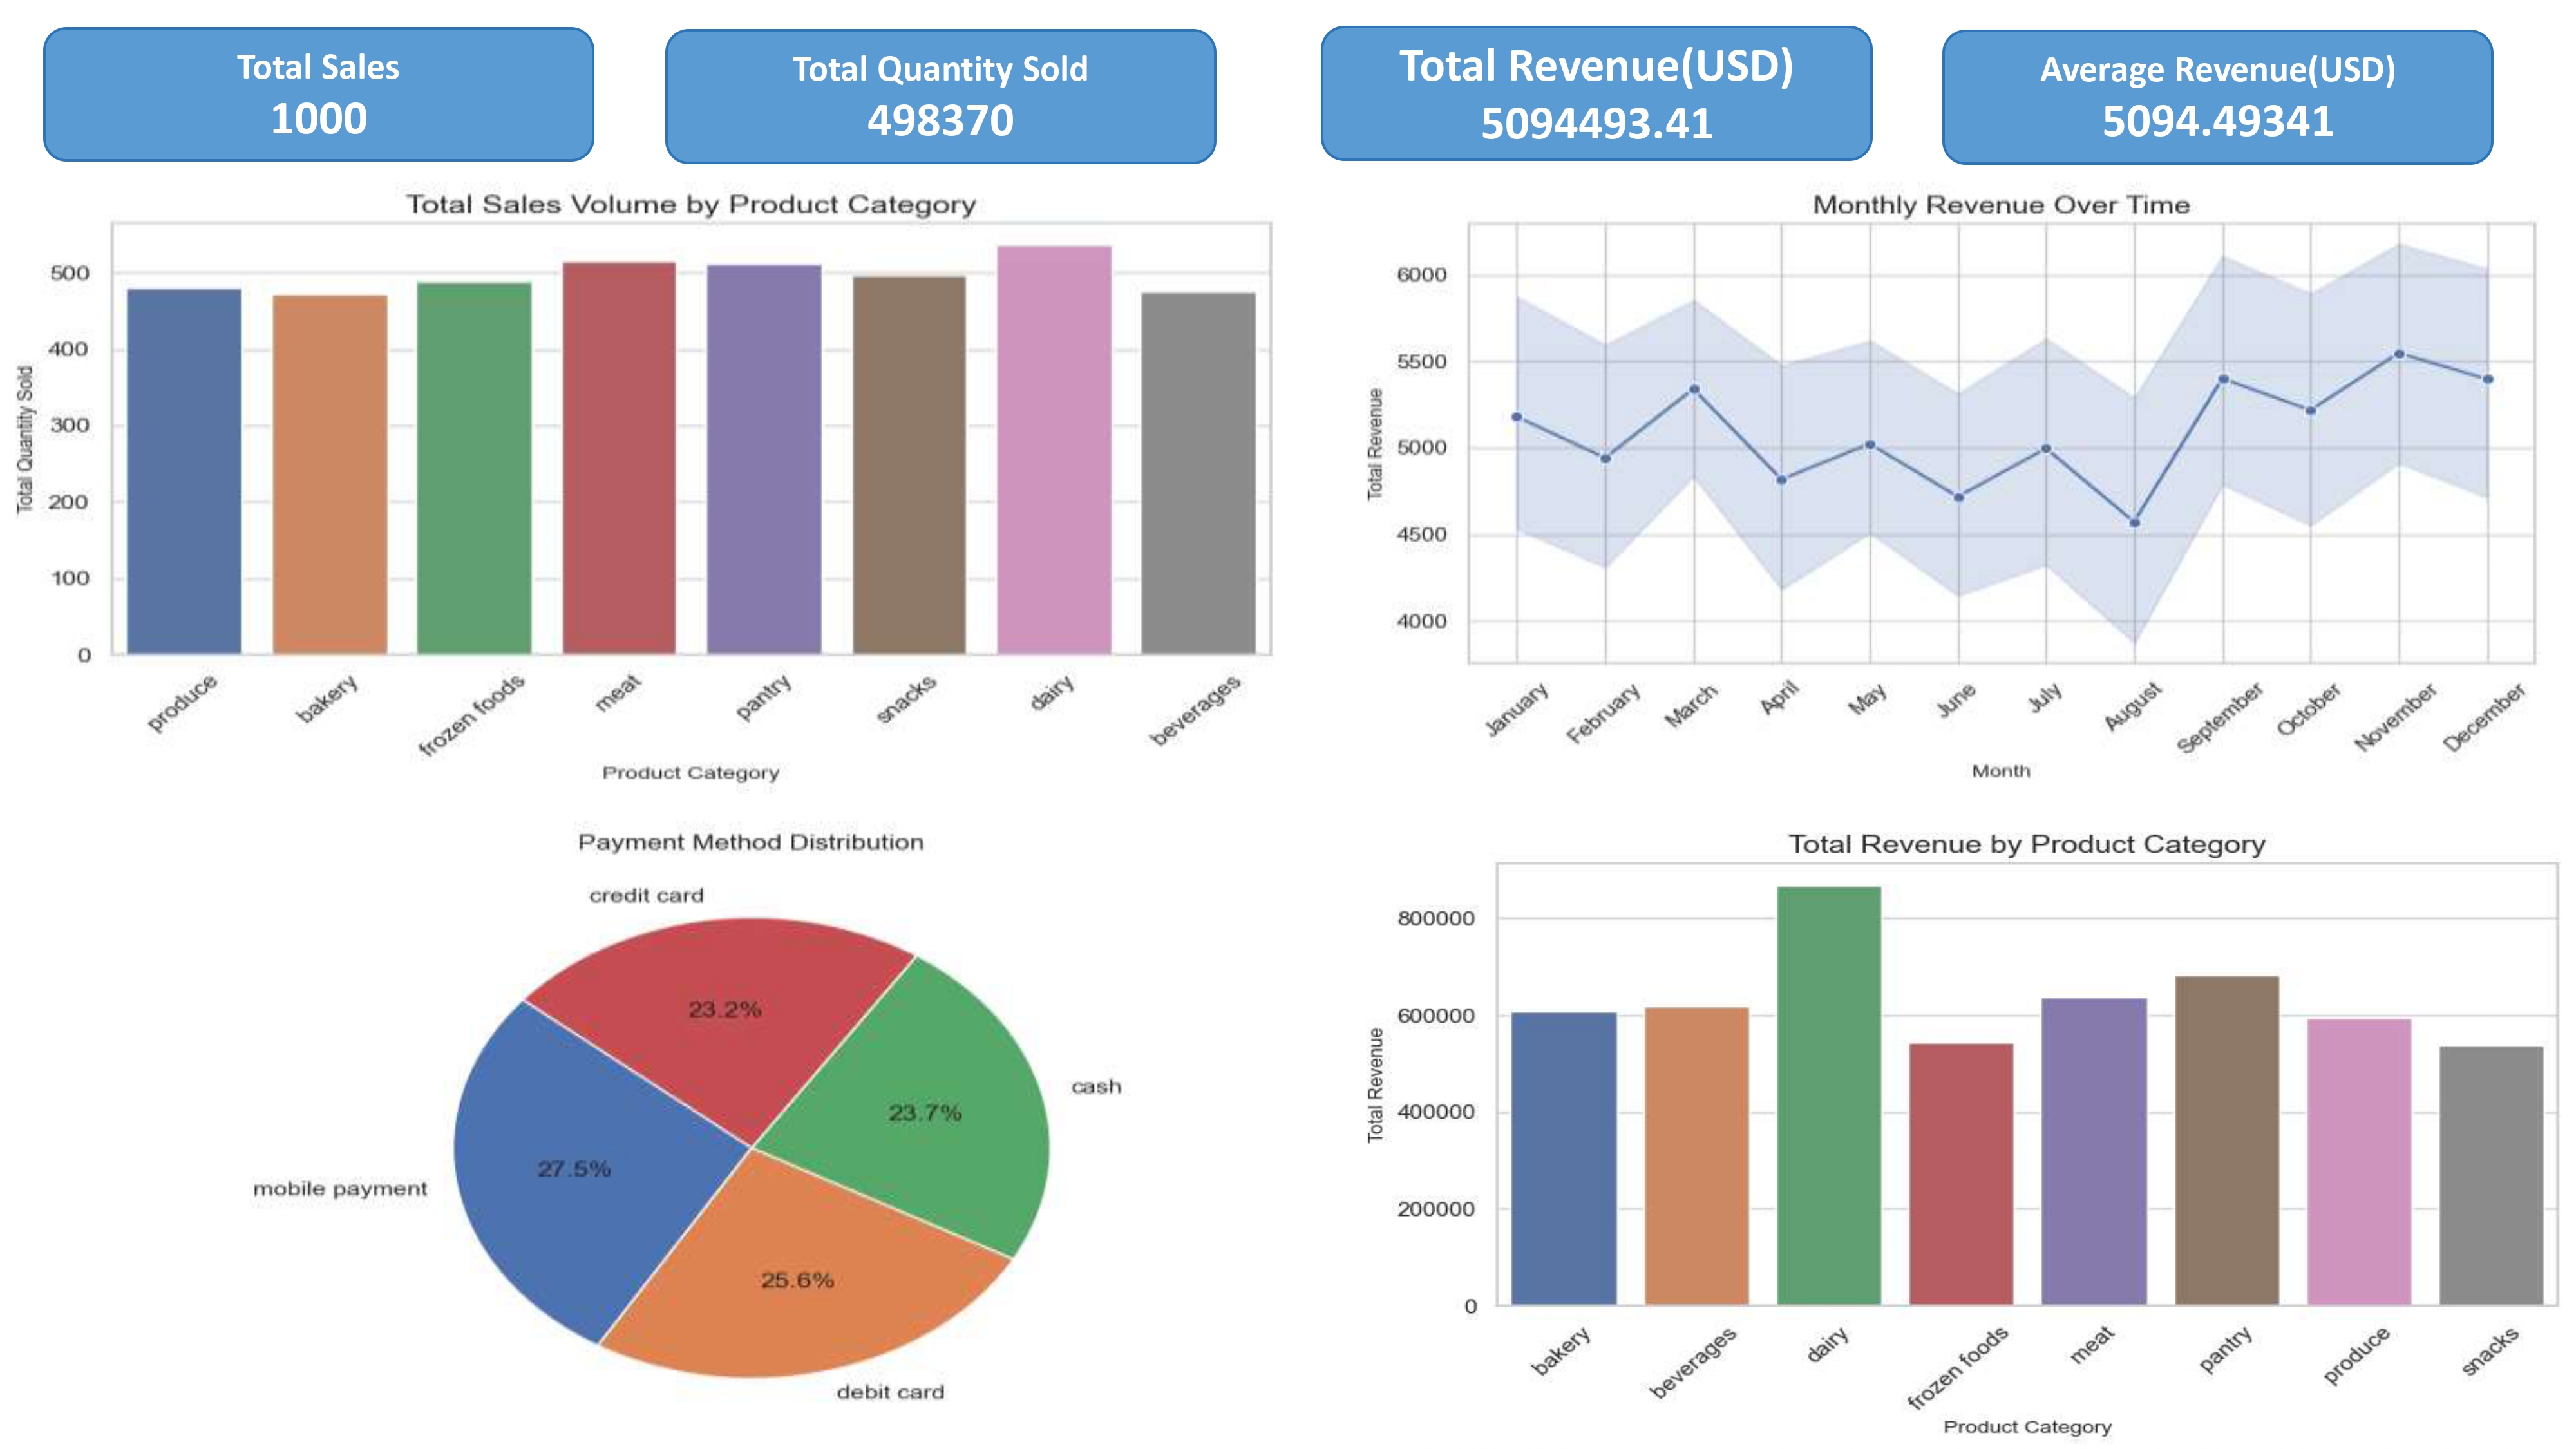 Total Sales
1000
Total Quantity Sold
498370
Total Revenue(USD)
5094493.41
Average Revenue(USD)
5094.49341
Total Sales Volume by Product Category
Total Quantity Sold
500
400
300
200
100
0
produce
bakery
frozen foods
meat
pantry
snacks
dairy
beverages
Product Category
Monthly Revenue Over Time
Total Revenue
6000
5500
5000
4500
4000
January
February
March
April
May
June
July
August
September
October
November
December
Month
Payment Method Distribution
credit card
23.2%
cash
23.7%
mobile payment
27.5%
25.6%
debit card
Total Revenue by Product Category
Total Revenue
800000
600000
400000
200000
0
bakery
beverages
dairy
frozen foods
meat
pantry
produce
snacks
Product Category